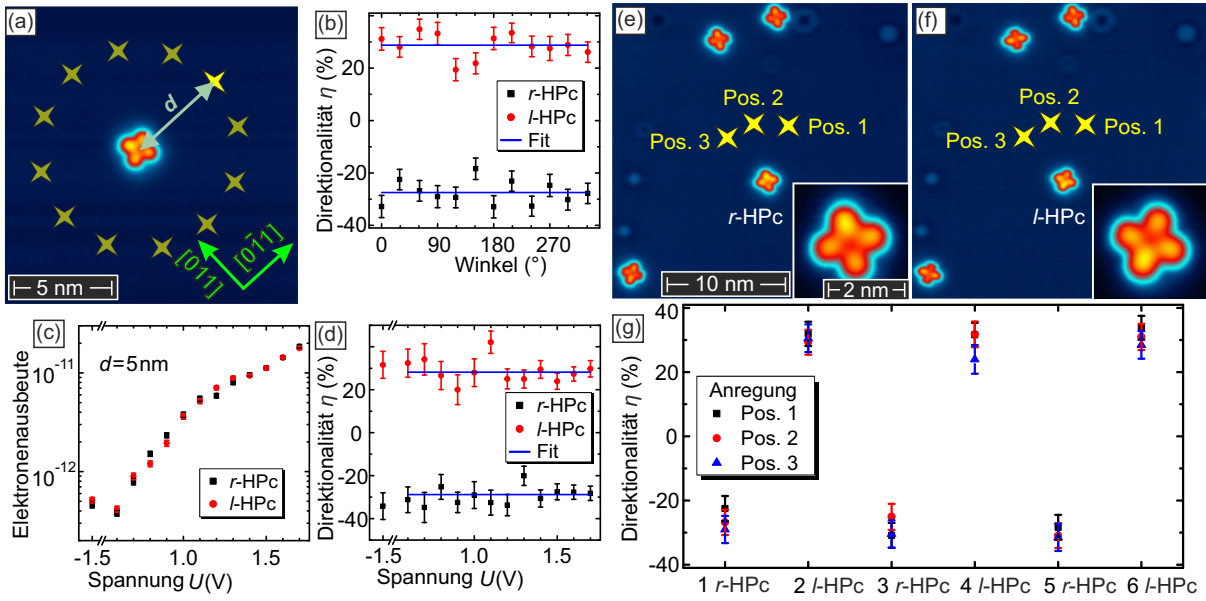 (a)
d
[011]
[0-11]
5 nm
(b)
Direktionalität η (%)
20
0
-20
-40
r-HPc
l-HPc
Fit
0
90
180
270
Winkel (°)
(c)
d=5nm
Elektronenausbeute
10⁻¹¹
10⁻¹²
r-HPc
l-HPc
-1.5
1.0
1.5
Spannung U(V)
(d)
Direktionalität η (%)
40
20
0
-20
-40
r-HPc
l-HPc
Fit
-1.5
1.0
1.5
Spannung U(V)
(e)
Pos. 2
Pos. 3
Pos. 1
r-HPc
10 nm
2 nm
(f)
Pos. 2
Pos. 3
Pos. 1
l-HPc
(g)
Direktionalität η (%)
40
20
0
-20
-40
Anregung
Pos. 1
Pos. 2
Pos. 3
1 r-HPc
2 l-HPc
3 r-HPc
4 l-HPc
5 r-HPc
6 l-HPc